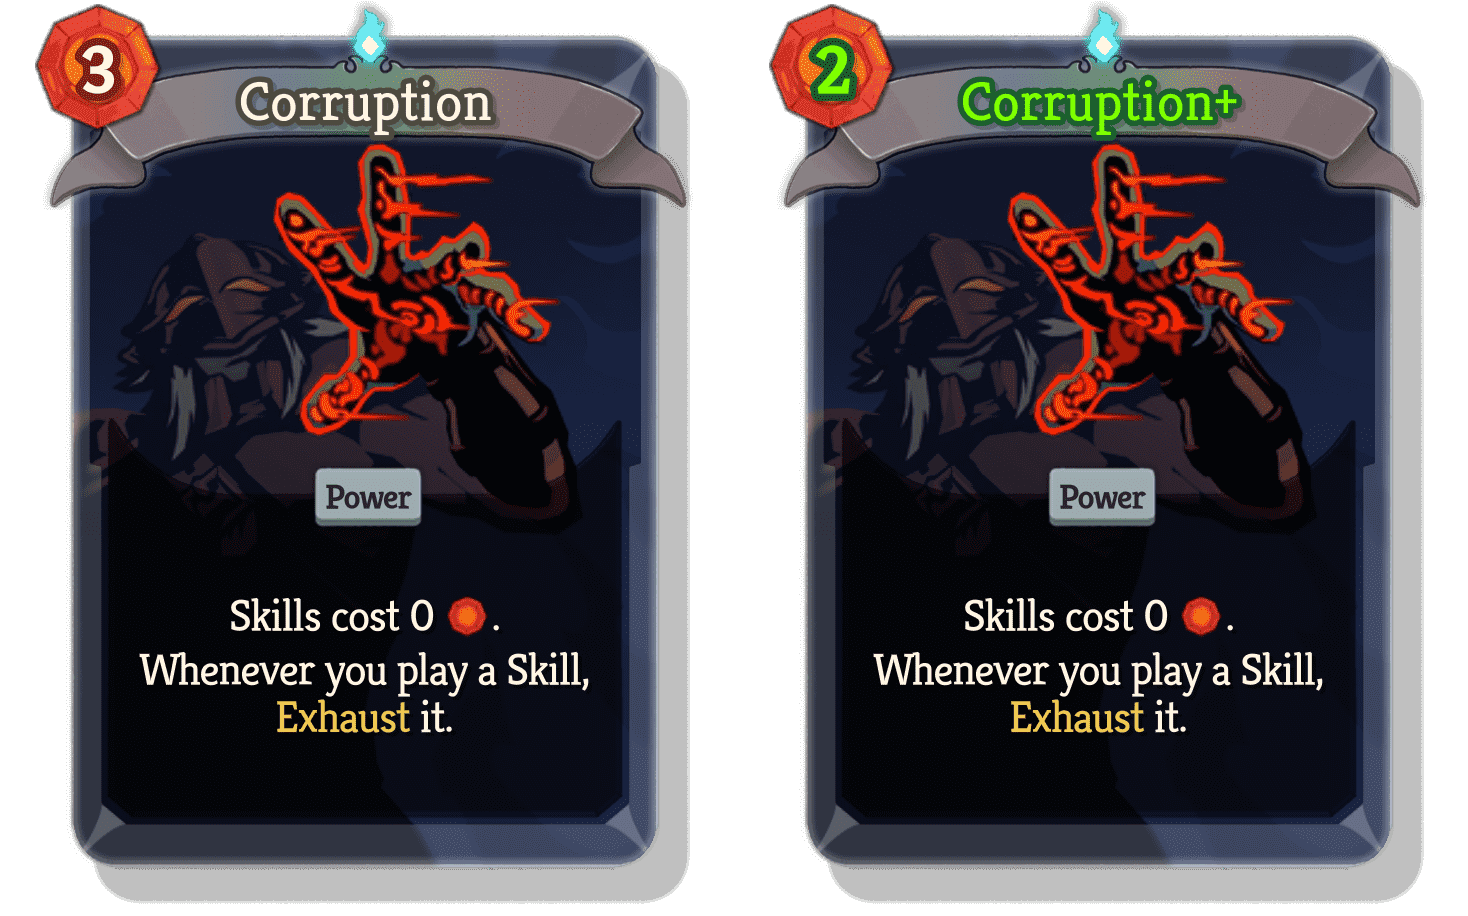 3
Corruption
Power
Skills cost 0 .
Whenever you play a Skill,
Exhaust it.
2
Corruption+
Power
Skills cost 0 .
Whenever you play a Skill,
Exhaust it.